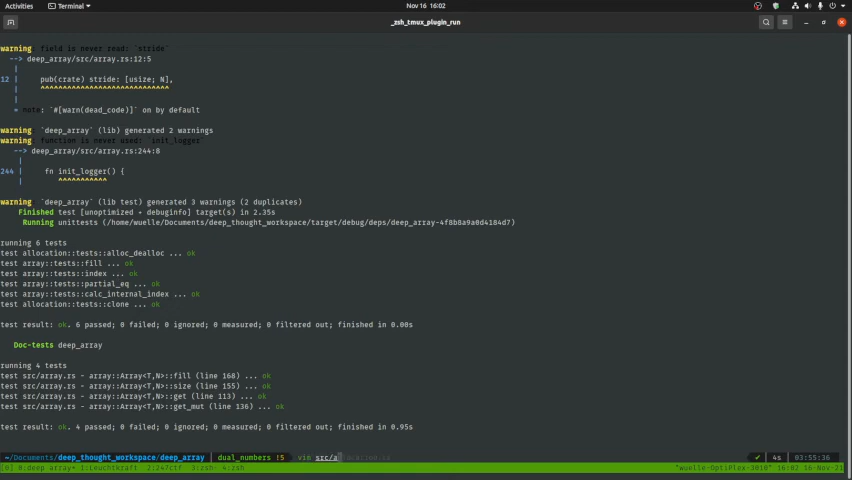 Activities
Terminal
Nov 16 16:02
_zsh_tmux_plugin_run
warning  field is never read: `stride`
--> deep_array/src/array.rs:12:5
|
12 |     pub(crate) stride: [usize; N],
|     ^^^^^^^^^^^^^^^^^^^^^^^^^^^^^
|
= note: `#[warn(dead_code)]` on by default
warning  `deep_array` (lib) generated 2 warnings
warning  function is never used: `init_logger`
--> deep_array/src/array.rs:244:8
|
244 |     fn init_logger() {
|        ^^^^^^^^^^^
warning  `deep_array` (lib test) generated 3 warnings (2 duplicates)
Finished test [unoptimized + debuginfo] target(s) in 2.35s
Running unittests (/home/wuelle/Documents/deep_thought_workspace/target/debug/deps/deep_array-4f8b8a9a0d4184d7)
running 6 tests
test allocation::tests::alloc_dealloc ... ok
test array::tests::fill ... ok
test array::tests::index ... ok
test array::tests::partial_eq ... ok
test array::tests::calc_internal_index ... ok
test allocation::tests::clone ... ok
test result: ok. 6 passed; 0 failed; 0 ignored; 0 measured; 0 filtered out; finished in 0.00s
Doc-tests deep_array
running 4 tests
test src/array.rs - array::Array<T,N>::fill (line 168) ... ok
test src/array.rs - array::Array<T,N>::size (line 155) ... ok
test src/array.rs - array::Array<T,N>::get (line 113) ... ok
test src/array.rs - array::Array<T,N>::get_mut (line 136) ... ok
test result: ok. 4 passed; 0 failed; 0 ignored; 0 measured; 0 filtered out; finished in 0.95s
~/Documents/deep_thought_workspace/deep_array  dual_numbers !5  vim src/allocation.rs  ✔  4s  03:55:36
[0] 0:deep_array* 1:Leuchtkraft  2:247ctf  3:zsh- 4:zsh  "wuelle-OptiPlex-3010" 16:02 16-Nov-21